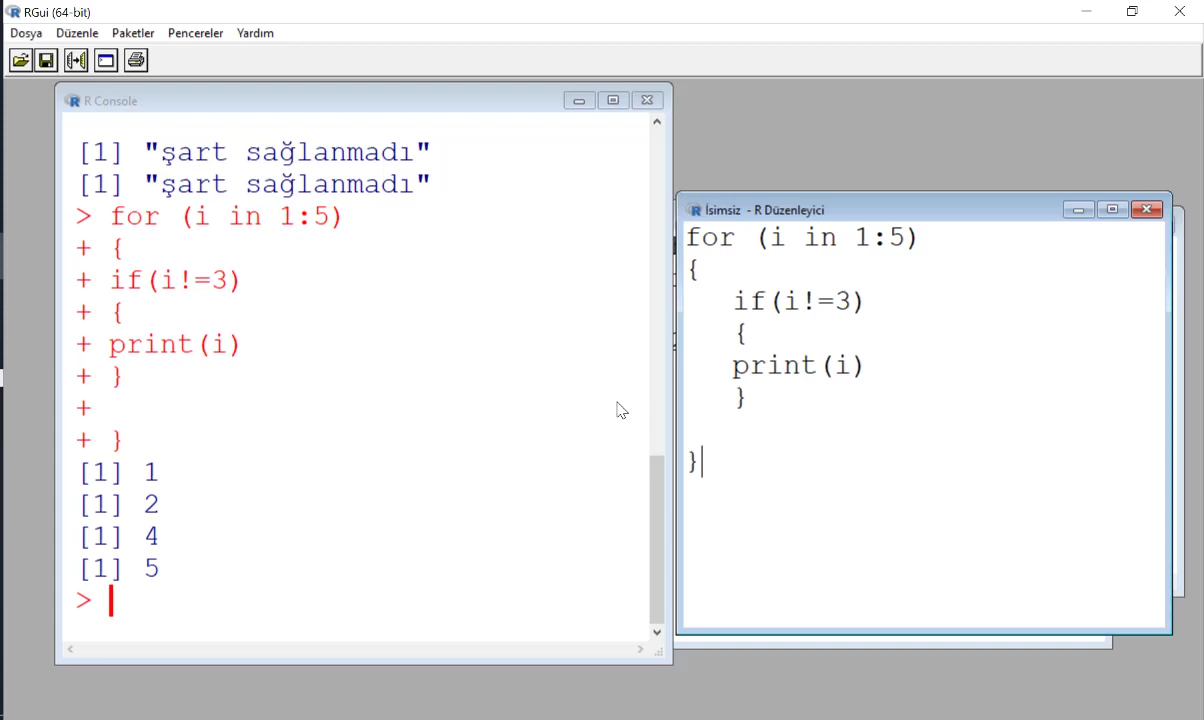 RGui (64-bit)
Dosya Düzenle Paketler Pencereler Yardım
R Console
[1] "şart sağlanmadı"
[1] "şart sağlanmadı"
> for (i in 1:5)
+ {
+ if(i!=3)
+ {
+ print(i)
+ }
+
+ }
[1] 1
[1] 2
[1] 4
[1] 5
>
İsimsiz - R Düzenleyici
for (i in 1:5)
{
if(i!=3)
{
print(i)
}
}